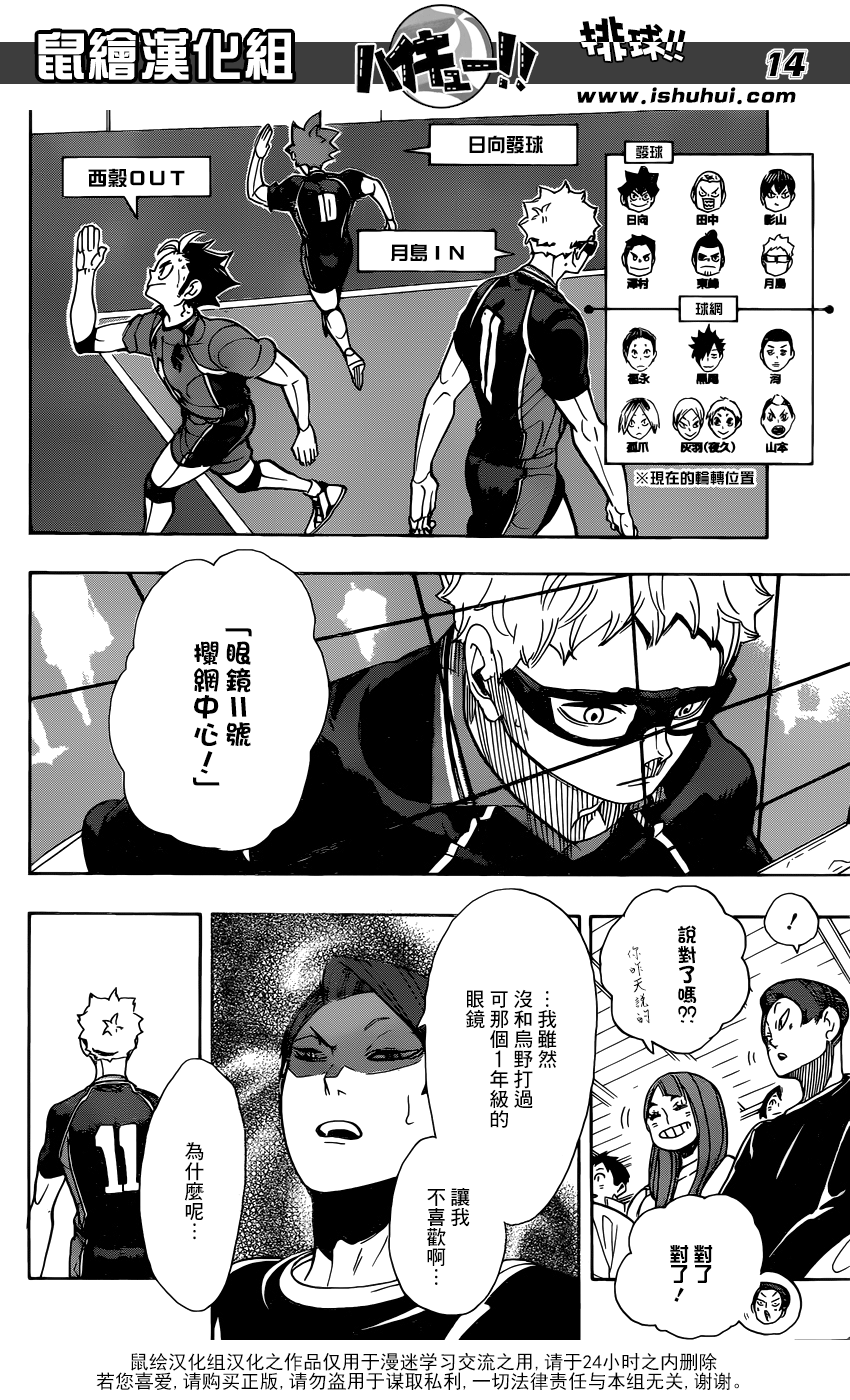 鼠繪漢化組
ハイキュー!!
排球!!
14
www.ishuhui.com
日向發球
西穀OUT
月島IN
發球
日向
田中
影山
澤村
東峰
月島
球網
福永
黑尾
海
孤爪
灰羽(夜久)
山本
※現在的輪轉位置
10
11
「眼鏡11號
攔網中心!」
!
說對了嗎??
你昨天說的
對了
對了!
…我雖然
沒和烏野打過
可那個1年級的
眼鏡
讓我
不喜歡啊…
為什麼呢…
11
鼠绘汉化组汉化之作品仅用于漫迷学习交流之用,请于24小时之内删除
若您喜爱,请购买正版,请勿盗用于谋取私利,一切法律责任与本组无关,谢谢。